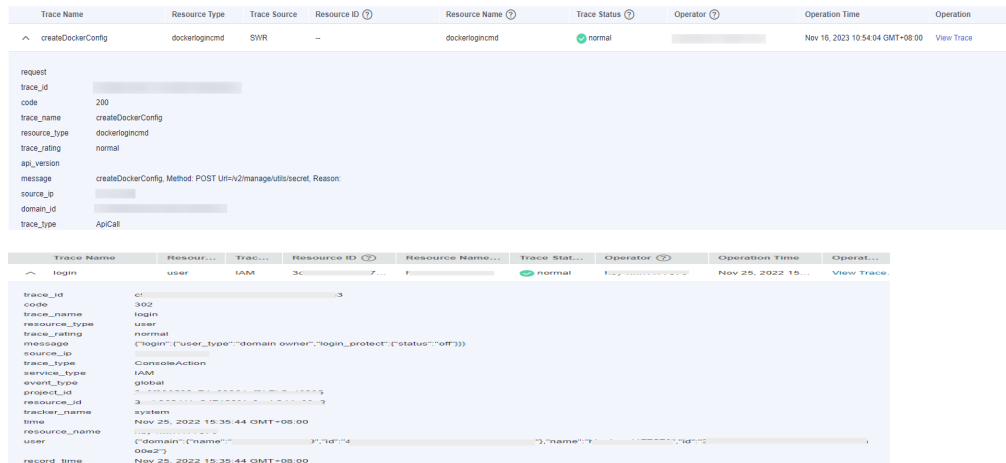 Trace Name Resource Type Trace Source Resource ID Resource Name Trace Status Operator Operation Time Operation
createDockerConfig dockerlogincmd SWR -- dockerlogincmd normal Nov 16, 2023 10:54:04 GMT+08:00 View Trace
request
trace_id
code 200
trace_name createDockerConfig
resource_type dockerlogincmd
trace_rating normal
api_version
message createDockerConfig, Method: POST Url=/v2/manage/utils/secret, Reason:
source_ip
domain_id
trace_type ApiCall
Trace Name Resour... Trac... Resource ID Resource Name... Trace Stat... Operator Operation Time Operat...
login user IAM normal Nov 25, 2022 15... View Trace
trace_id
code 302
trace_name login
resource_type user
trace_rating normal
message {"login":{"user_type":"domain owner","login_protect":{"status":"off"}}}
source_ip
trace_type ConsoleAction
service_type IAM
event_type global
project_id
resource_id
tracker_name system
time Nov 25, 2022 15:35:44 GMT+08:00
resource_name
user {"domain":{"name":" ","id":" "},"name":" ","id":"
00e2"}
record_time Nov 25, 2022 15:35:44 GMT+08:00